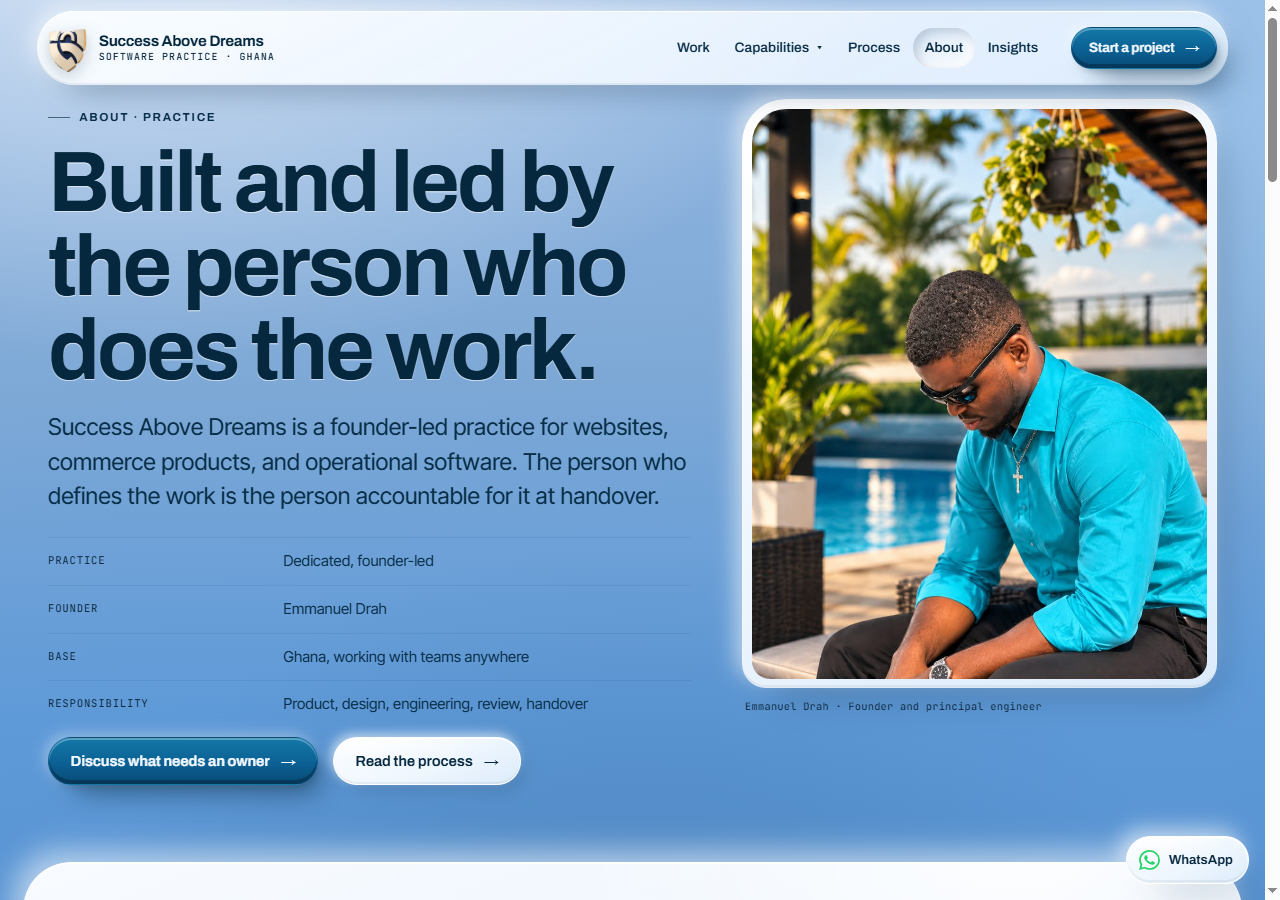 Success Above Dreams
SOFTWARE PRACTICE · GHANA
Work
Capabilities
Process
About
Insights
Start a project →
ABOUT · PRACTICE
Built and led by
the person who
does the work.
Success Above Dreams is a founder-led practice for websites,
commerce products, and operational software. The person who
defines the work is the person accountable for it at handover.
PRACTICE Dedicated, founder-led
FOUNDER Emmanuel Drah
BASE Ghana, working with teams anywhere
RESPONSIBILITY Product, design, engineering, review, handover
Discuss what needs an owner →
Read the process →
Emmanuel Drah · Founder and principal engineer
WhatsApp